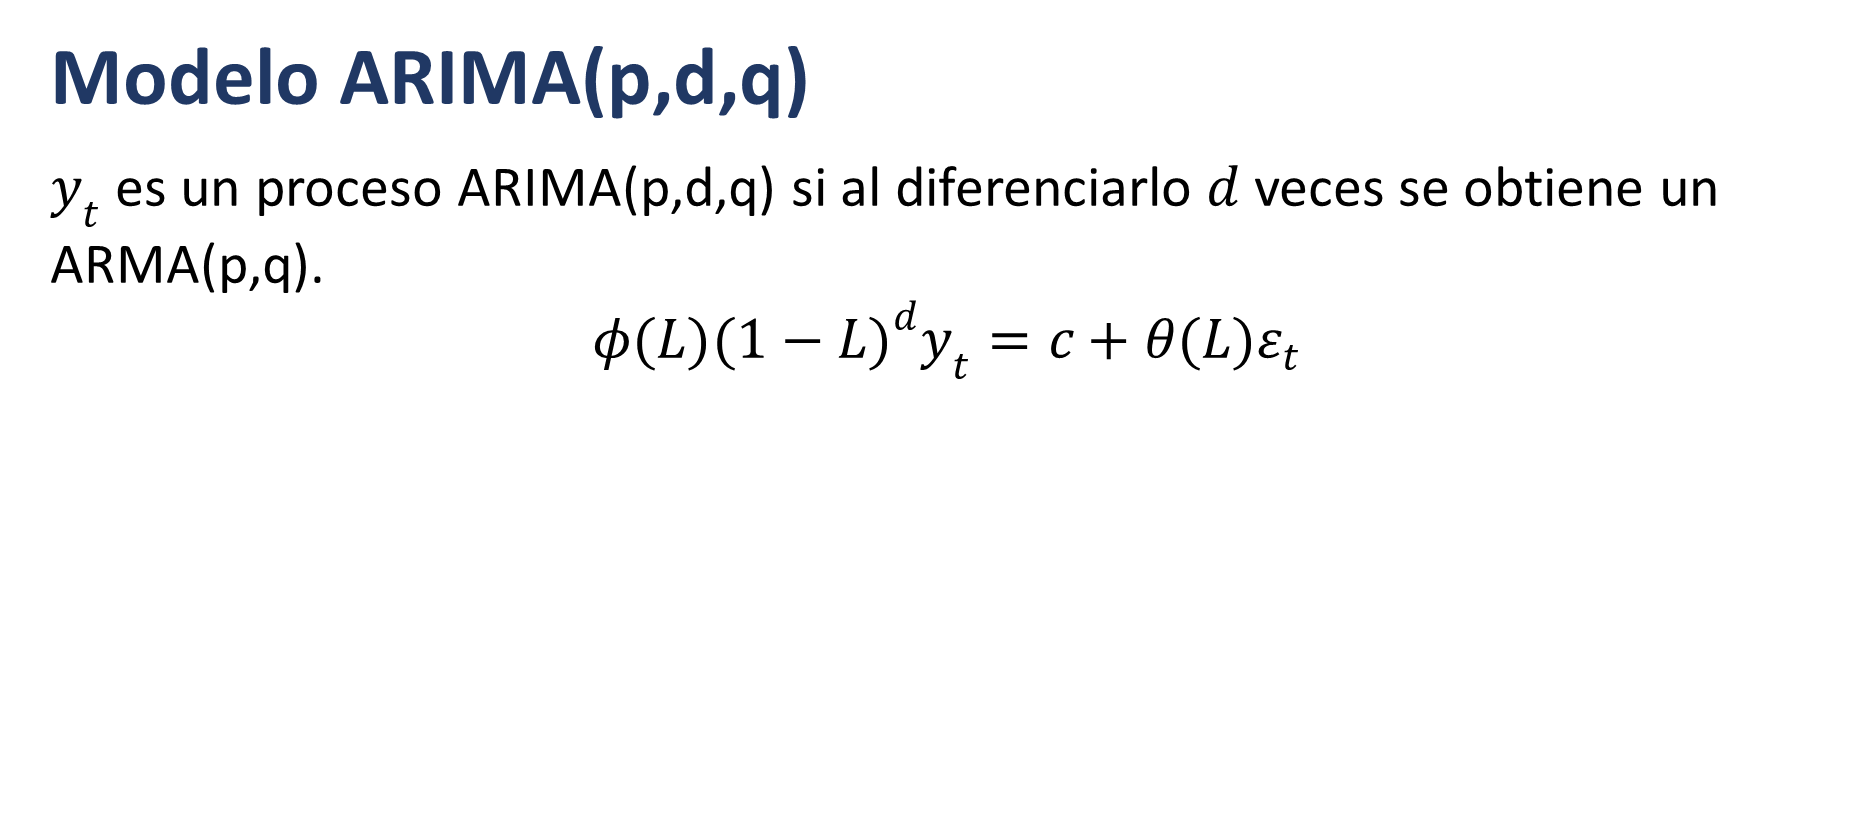 Modelo ARIMA(p,d,q)
y_t es un proceso ARIMA(p,d,q) si al diferenciarlo d veces se obtiene un
ARMA(p,q).
ϕ(L)(1 − L)^d y_t = c + θ(L)ε_t